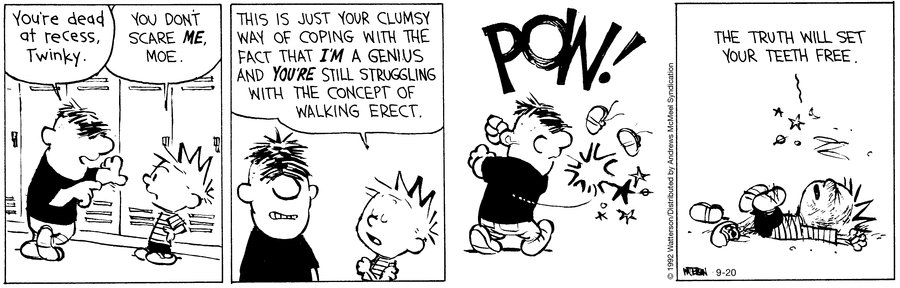 You're dead
at recess,
Twinky.
YOU DON'T
SCARE ME,
MOE.
THIS IS JUST YOUR CLUMSY
WAY OF COPING WITH THE
FACT THAT I'M A GENIUS
AND YOU'RE STILL STRUGGLING
WITH THE CONCEPT OF
WALKING ERECT.
POW!
© 1992 Watterson/Distributed by Andrews McMeel Syndication
THE TRUTH WILL SET
YOUR TEETH FREE.
9-20